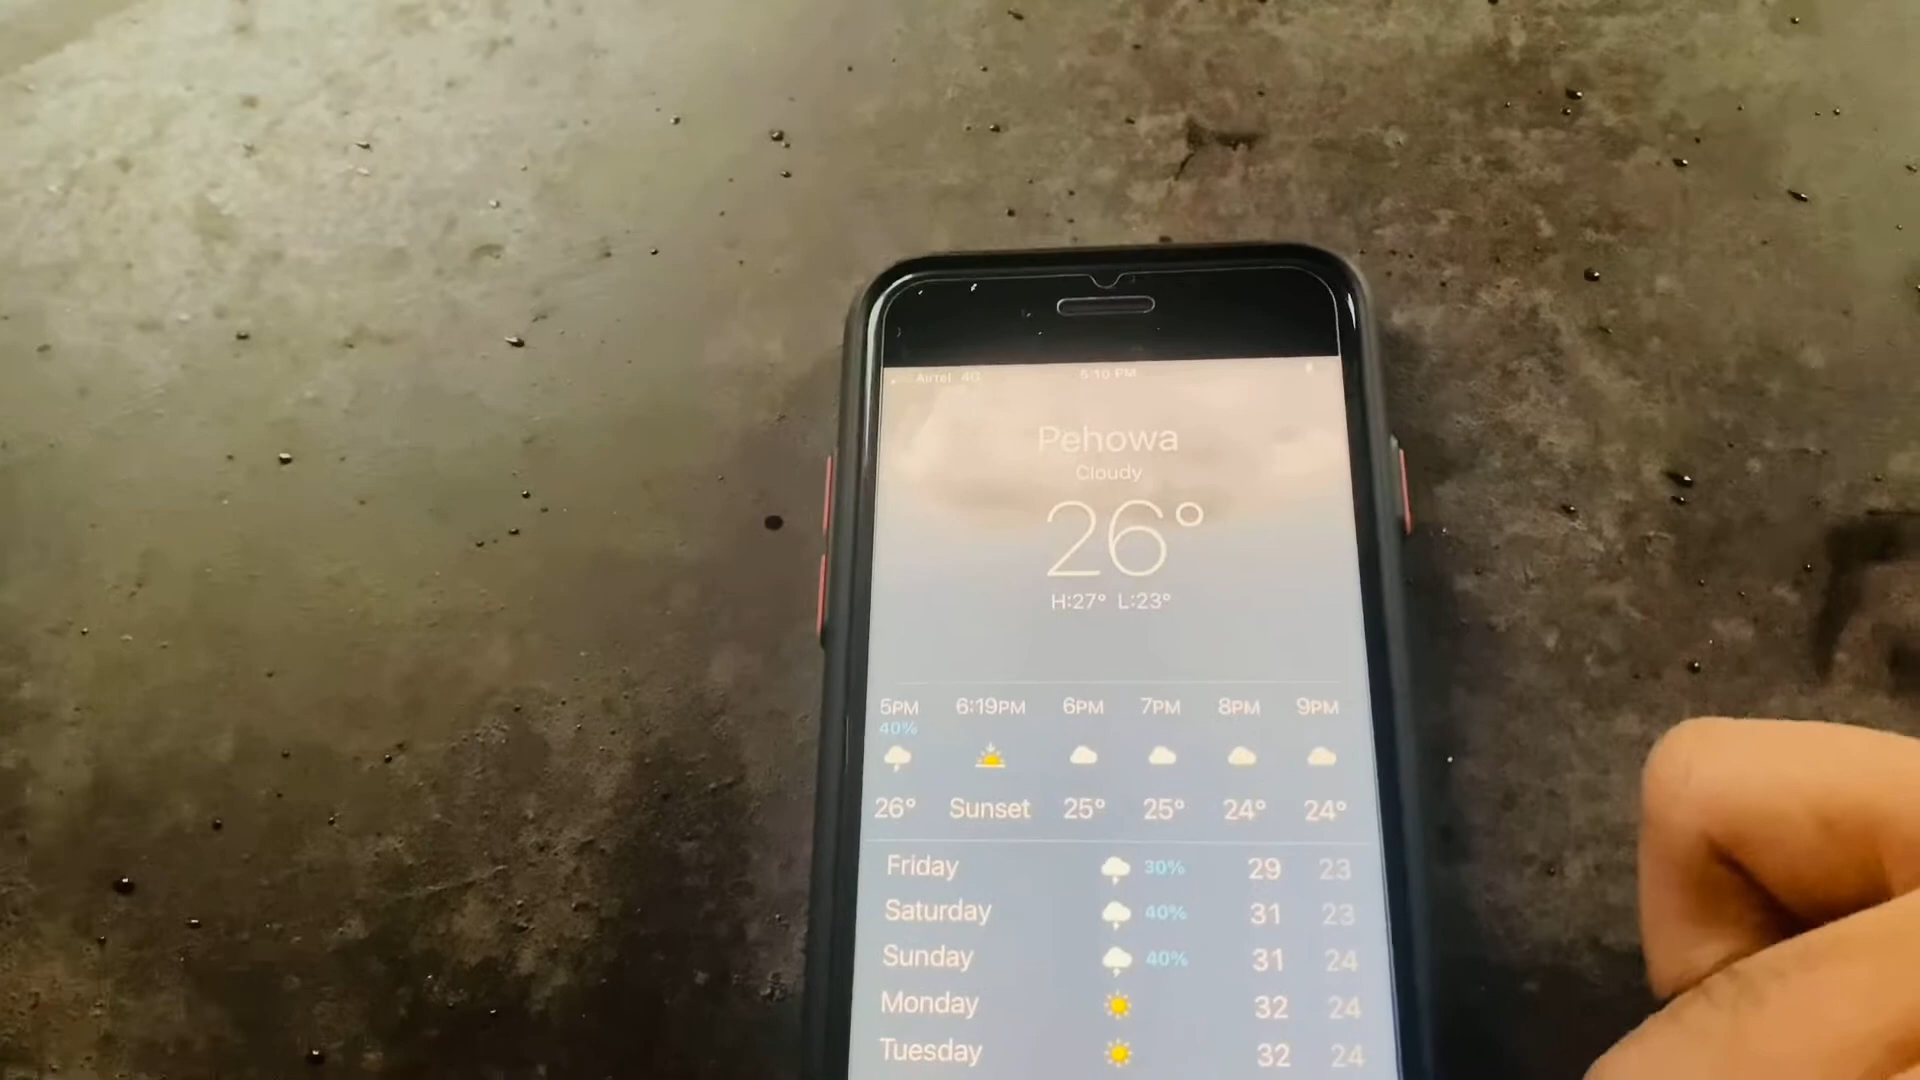 Airtel 4G 5:10 PM
Pehowa
Cloudy
26°
H:27° L:23°
5PM 6:19PM 6PM 7PM 8PM 9PM
40%
26° Sunset 25° 25° 24° 24°
Friday 30% 29 23
Saturday 40% 31 23
Sunday 40% 31 24
Monday 32 24
Tuesday 32 24